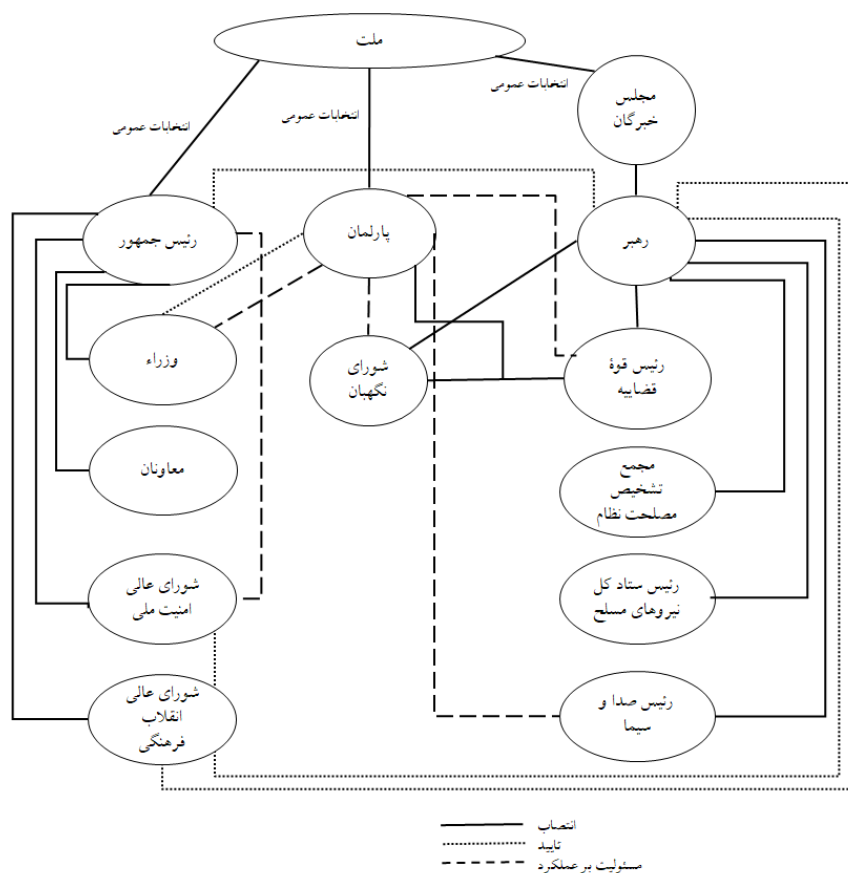 ملت
انتخابات عمومی
انتخابات عمومی
انتخابات عمومی
مجلس
خبرگان
رهبر
پارلمان
رئیس جمهور
رئیس قوۀ
قضاییه
شورای
نگهبان
وزراء
مجمع
تشخیص
مصلحت نظام
معاونان
رئیس ستاد کل
نیروهای مسلح
شورای عالی
امنیت ملی
رئیس صدا و
سیما
شورای عالی
انقلاب
فرهنگی
انتصاب
تایید
مسئولیت بر عملکرد